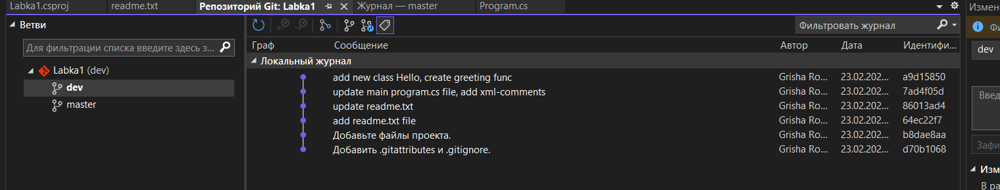 Labka1.csproj readme.txt Репозиторий Git: Labka1 Журнал — master Program.cs
Измен
Ветви
Фильтровать журнал
Фи
Для фильтрации списка введите здесь з...
Граф Сообщение Автор Дата Идентифи...
dev
Локальный журнал
Labka1 (dev)
dev
master
add new class Hello, create greeting func Grisha Ro... 23.02.202... a9d15850
update main program.cs file, add xml-comments Grisha Ro... 23.02.202... 7ad4f05d
update readme.txt Grisha Ro... 23.02.202... 86013ad4
add readme.txt file Grisha Ro... 23.02.202... 64ec22f7
Добавьте файлы проекта. Grisha Ro... 23.02.202... b8dae8aa
Добавить .gitattributes и .gitignore. Grisha Ro... 23.02.202... d70b1068
Введ
Зафи
Изм
В ра